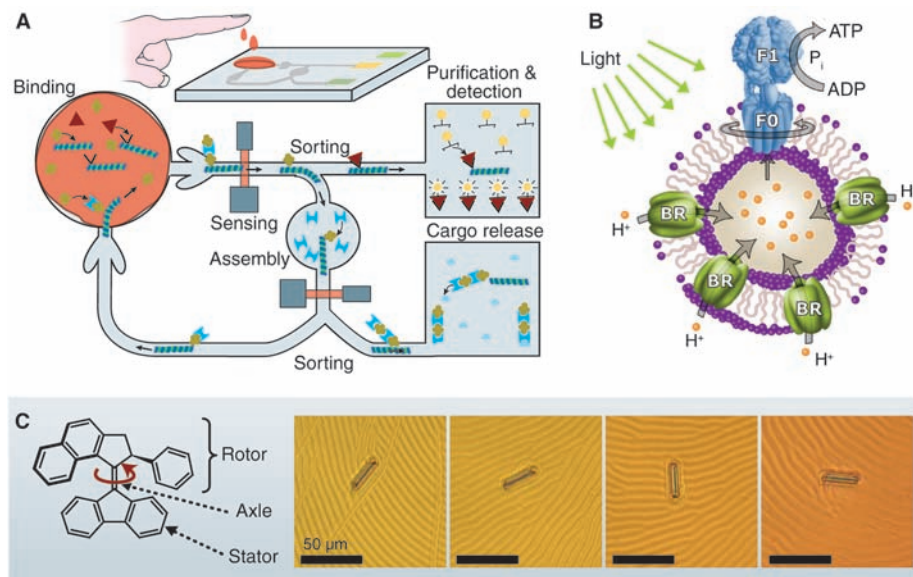 A
Binding
Purification &
detection
Sorting
Sensing
Assembly
Cargo release
Sorting
B
Light
F1
F0
ATP
Pi
ADP
BR
BR
BR
BR
H+
H
H+
H+
C
Rotor
Axle
Stator
50 µm